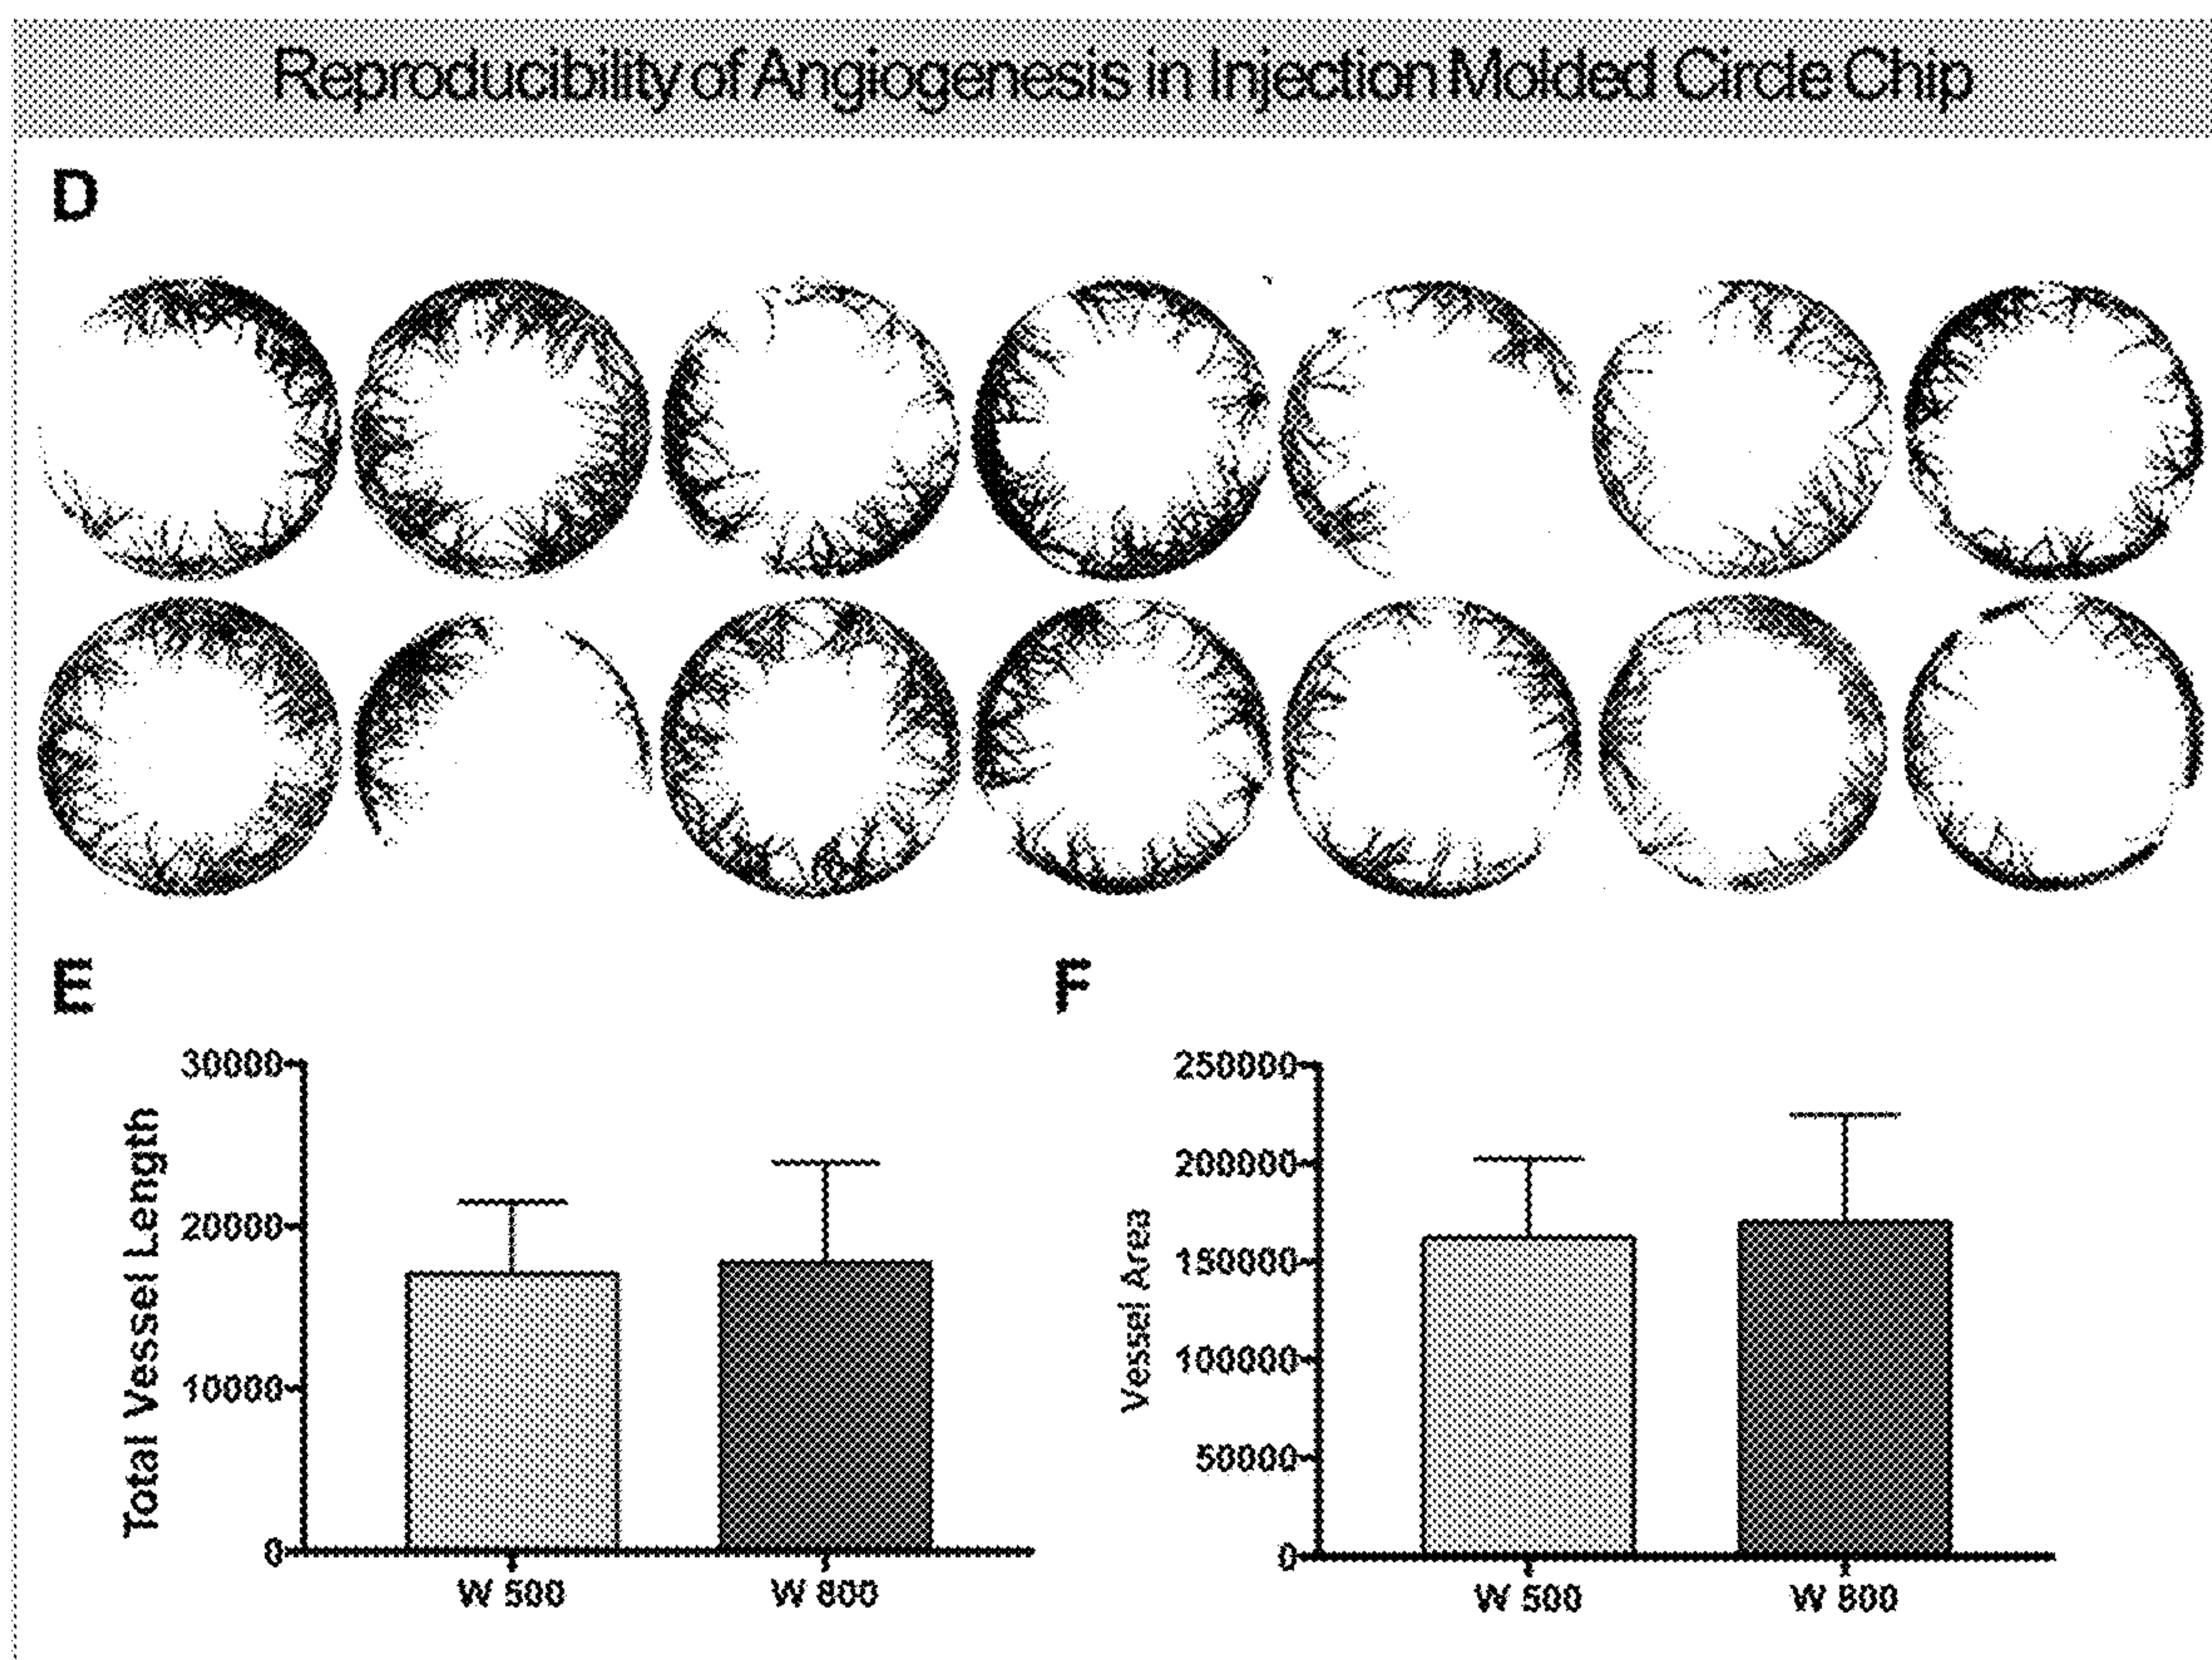 Reproducibility of Angiogenesis in Injection Molded Circle Chip
D
E
Total Vessel Length
30000
20000
10000
0
W 500
W 800
F
Vessel Area
250000
200000
150000
100000
50000
0
W 500
W 800